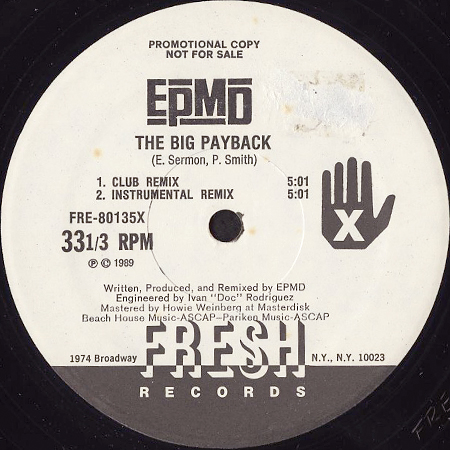 PROMOTIONAL COPY
NOT FOR SALE
EPMD
THE BIG PAYBACK
(E. Sermon, P. Smith)
1. CLUB REMIX 5:01
2. INSTRUMENTAL REMIX 5:01
X
FRE-80135X
33 1/3 RPM
℗ © 1989
Written, Produced, and Remixed by EPMD
Engineered by Ivan "Doc" Rodriguez
Mastered by Howie Weinberg at Masterdisk
Beach House Music-ASCAP–Pariken Music-ASCAP
1974 Broadway FRESH N.Y., N.Y. 10023
RECORDS